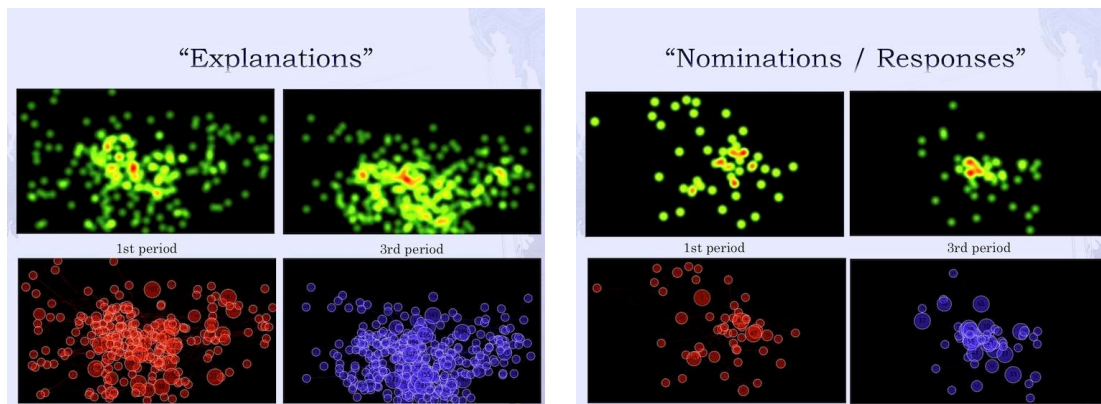 “Explanations”
1st period
3rd period
“Nominations / Responses”
1st period
3rd period